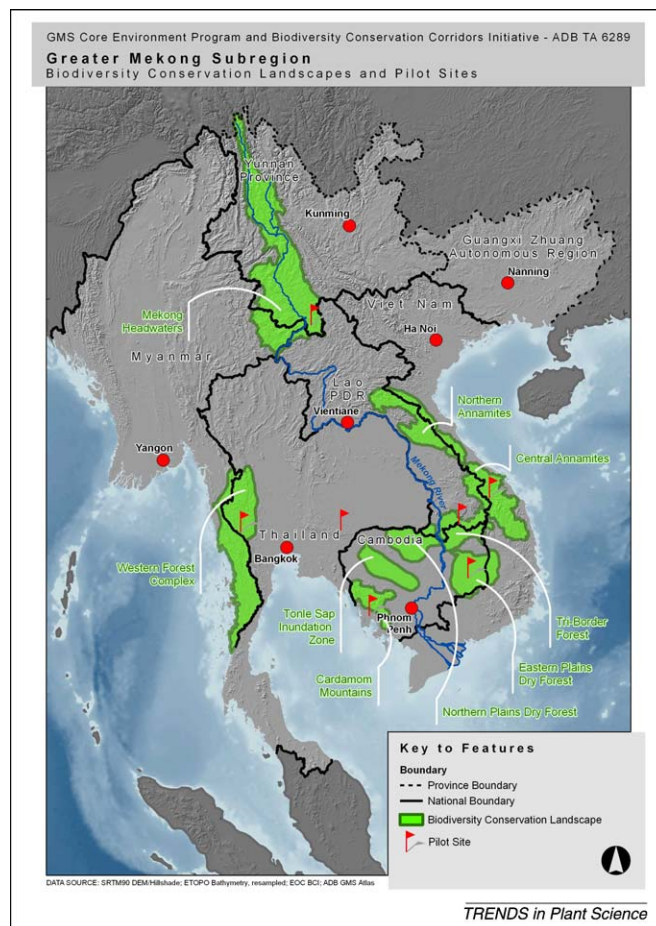 GMS Core Environment Program and Biodiversity Conservation Corridors Initiative - ADB TA 6289
Greater Mekong Subregion
Biodiversity Conservation Landscapes and Pilot Sites
Yunnan
Province
Kunming
Guangxi Zhuang
Autonomous Region
Nanning
Mekong
Headwaters
Viet Nam
Ha Noi
Myanmar
Lao
PDR
Vientiane
Northern
Annamites
Yangon
Mekong River
Central Annamites
Thailand
Bangkok
Cambodia
Western Forest
Complex
Phnom
Penh
Tonle Sap
Inundation
Zone
Tri-Border
Forest
Cardamom
Mountains
Eastern Plains
Dry Forest
Northern Plains Dry Forest
Key to Features
Boundary
Province Boundary
National Boundary
Biodiversity Conservation Landscape
Pilot Site
DATA SOURCE: SRTM90 DEM/Hillshade; ETOPO Bathymetry, resampled; EOC BCI; ADB GMS Atlas
TRENDS in Plant Science